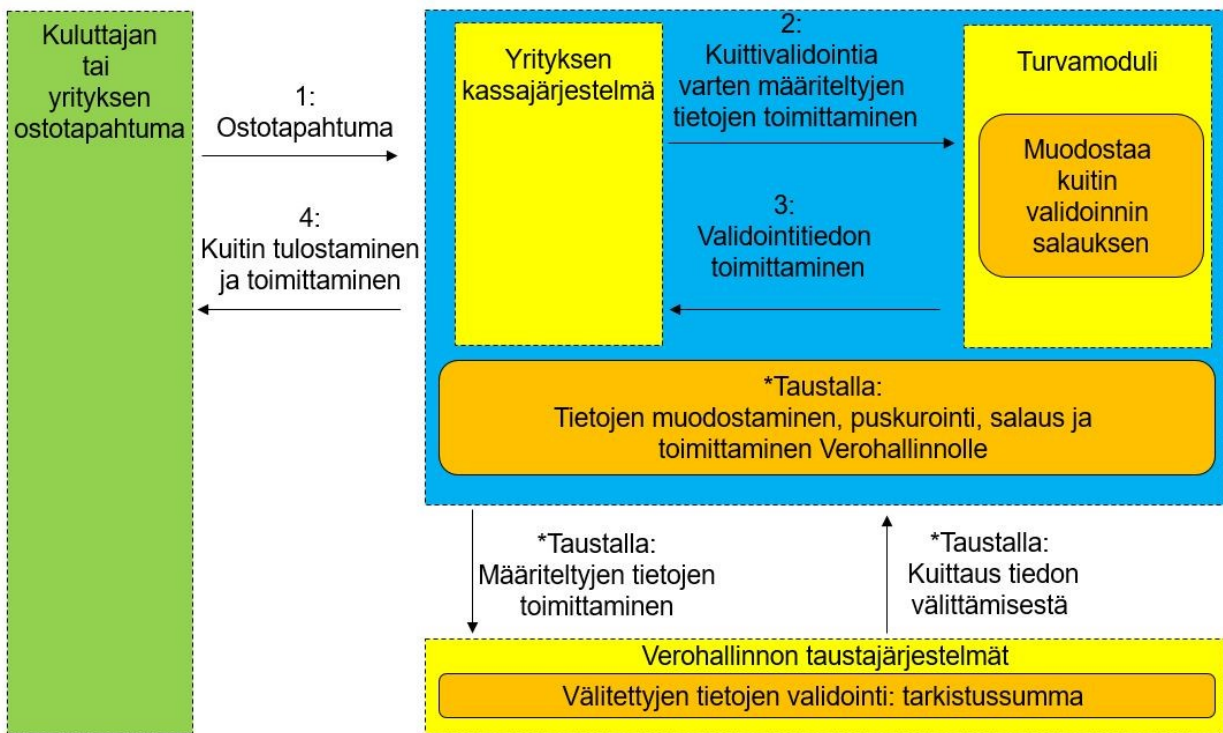 Kuluttajan
tai
yrityksen
ostotapahtuma
1:
Ostotapahtuma
4:
Kuitin tulostaminen
ja toimittaminen
Yrityksen
kassajärjestelmä
2:
Kuittivalidointia
varten määriteltyjen
tietojen toimittaminen
3:
Validointitiedon
toimittaminen
Turvamoduli
Muodostaa
kuitin
validoinnin
salauksen
*Taustalla:
Tietojen muodostaminen, puskurointi, salaus ja
toimittaminen Verohallinnolle
*Taustalla:
Määriteltyjen tietojen
toimittaminen
*Taustalla:
Kuittaus tiedon
välittämisestä
Verohallinnon taustajärjestelmät
Välitettyjen tietojen validointi: tarkistussumma